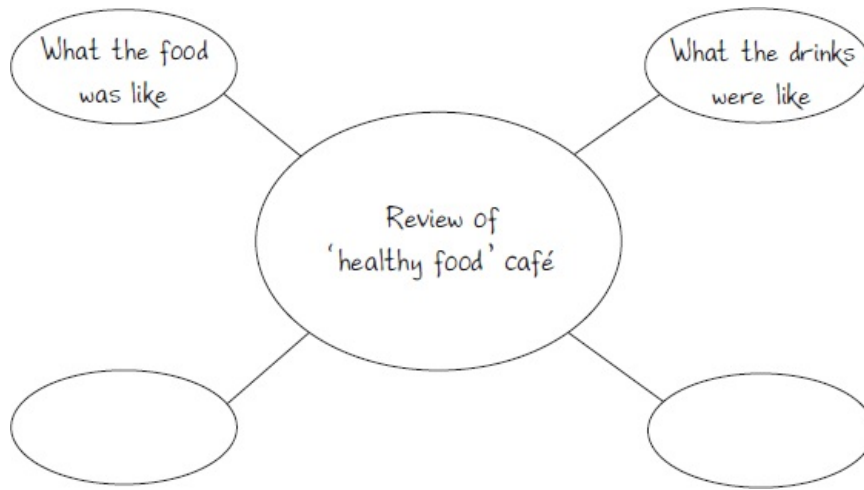 What the food
was like
What the drinks
were like
Review of
‘healthy food’ café